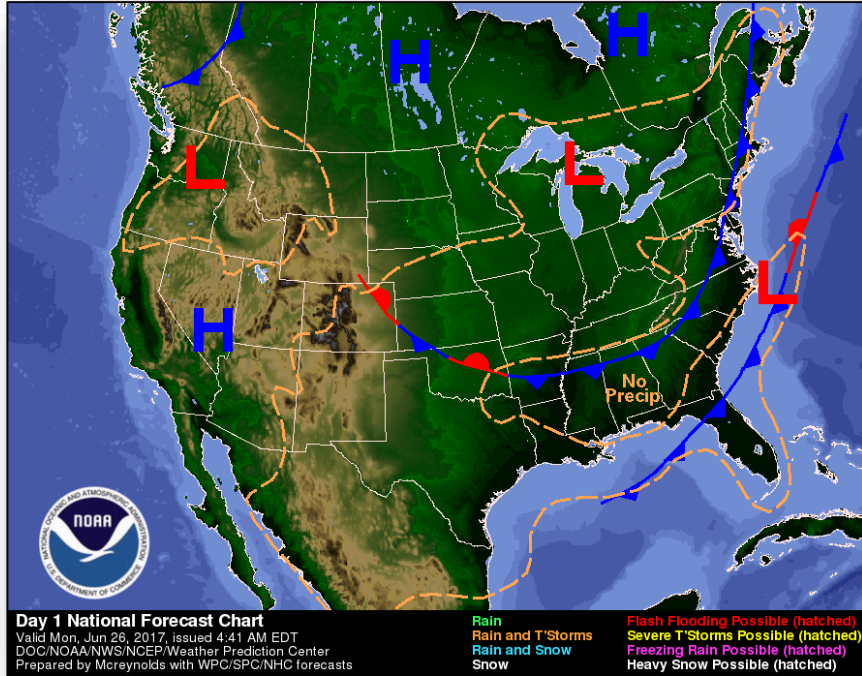 H
H
L
L
L
H
No
Precip
NATIONAL OCEANIC AND ATMOSPHERIC ADMINISTRATION
NOAA
U.S. DEPARTMENT OF COMMERCE
Day 1 National Forecast Chart
Valid Mon, Jun 26, 2017, issued 4:41 AM EDT
DOC/NOAA/NWS/NCEP/Weather Prediction Center
Prepared by Mcreynolds with WPC/SPC/NHC forecasts
Rain
Rain and T'Storms
Rain and Snow
Snow
Flash Flooding Possible (hatched)
Severe T'Storms Possible (hatched)
Freezing Rain Possible (hatched)
Heavy Snow Possible (hatched)